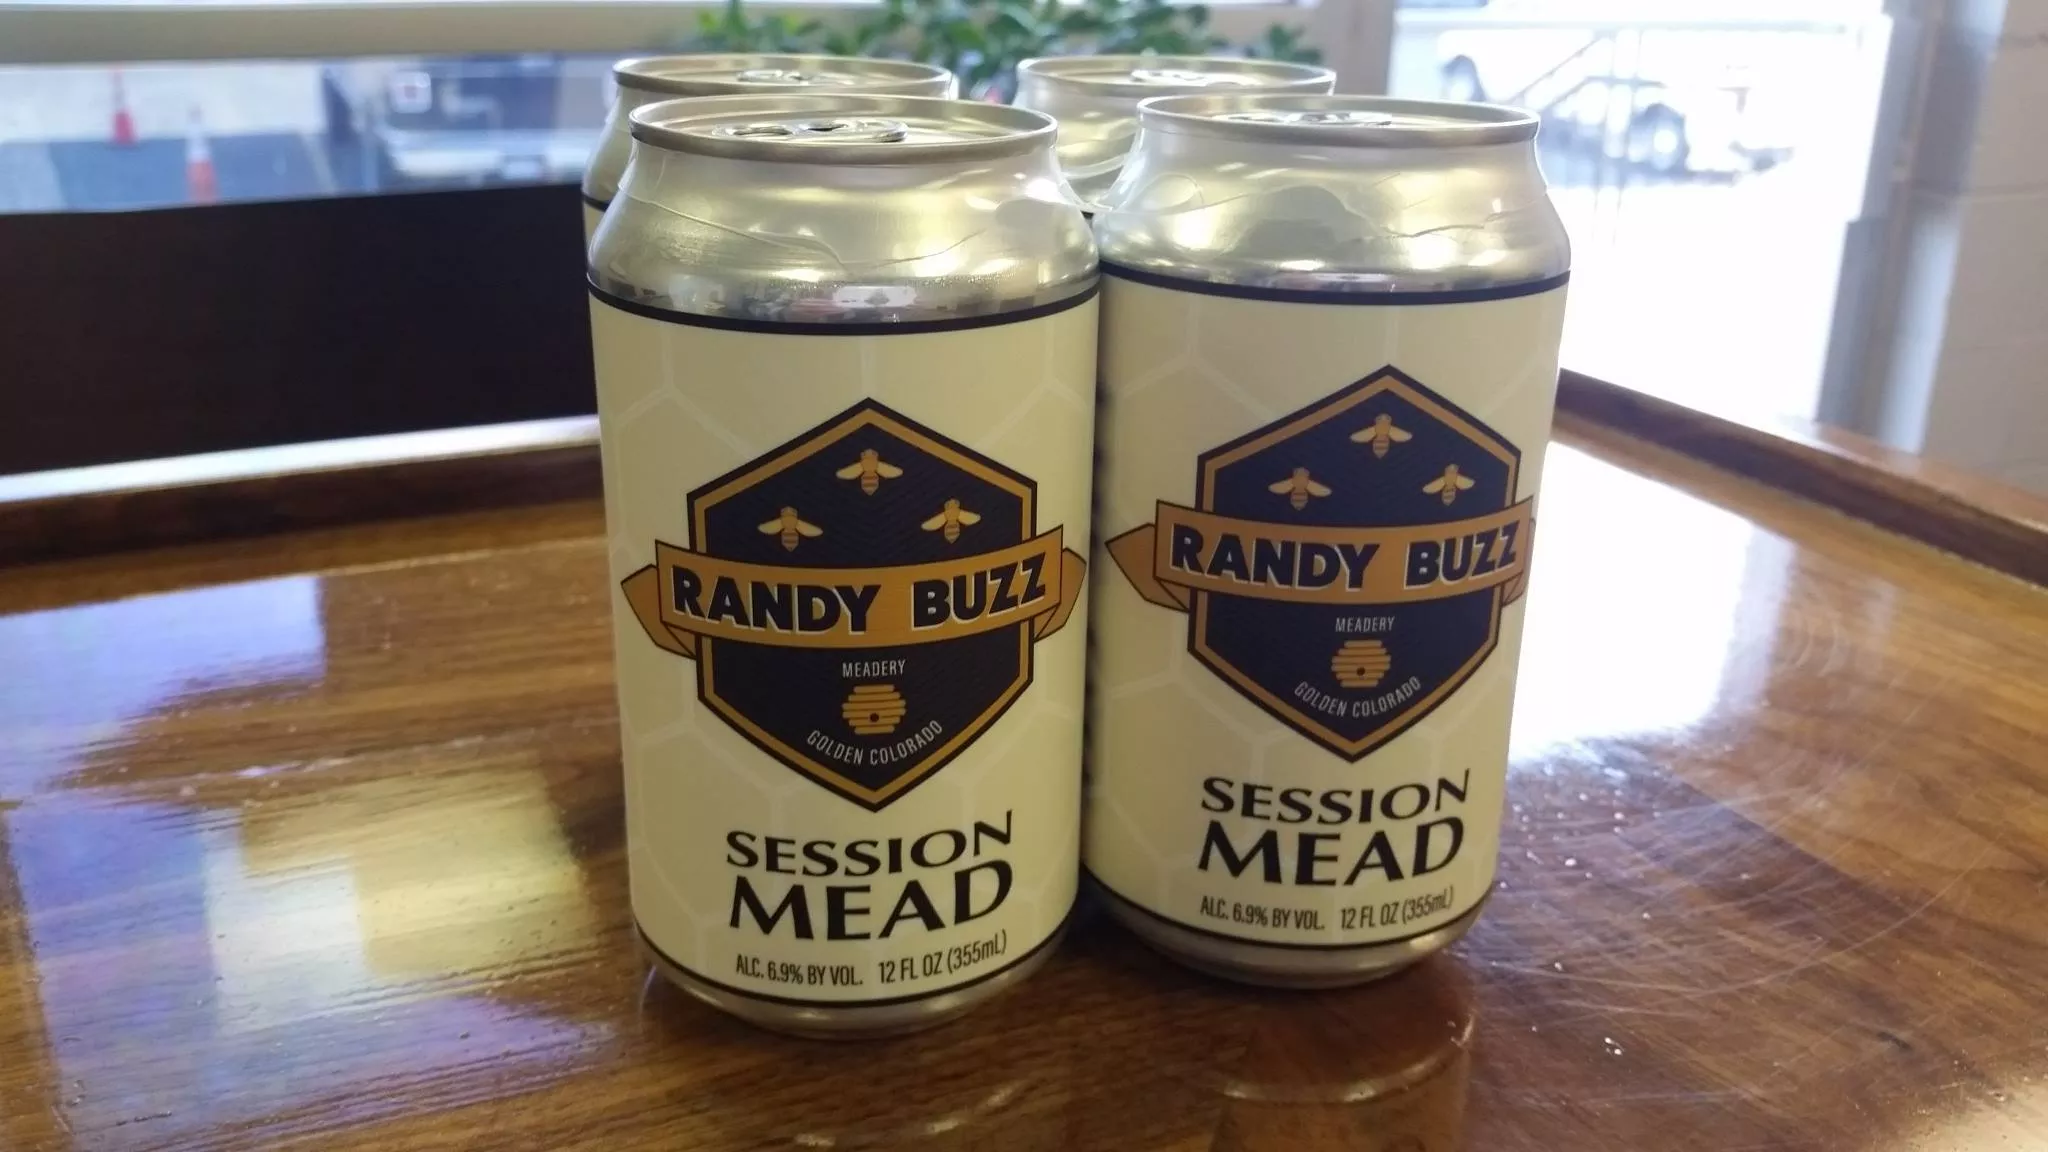 RANDY BUZZ
MEADERY
GOLDEN COLORADO
SESSION
MEAD
ALC. 6.9% BY VOL. 12 FL OZ (355mL)
RANDY BUZZ
MEADERY
GOLDEN COLORADO
SESSION
MEAD
ALC. 6.9% BY VOL. 12 FL OZ (355mL)